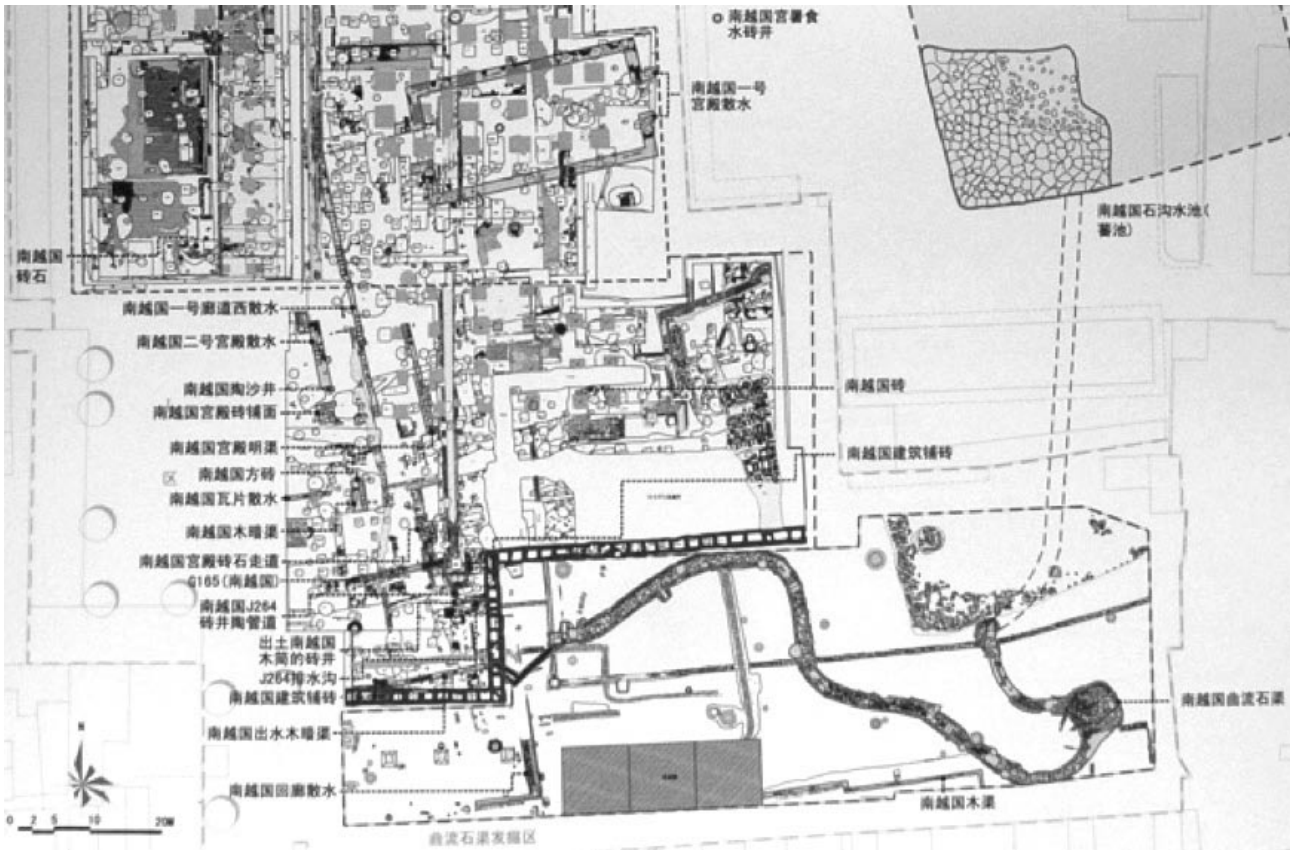 南越国宫署食
水砖井
南越国一号
宫殿散水
南越国石沟水池(
蓄池)
南越国
砖石
南越国一号廊道西散水
南越国二号宫殿散水
南越国陶沙井
南越国宫殿砖铺面
南越国宫殿明渠
南越国方砖
南越国瓦片散水
南越国木暗渠
南越国宫殿砖石走道
G165(南越国)
南越国J264
砖井陶管道
出土南越国
木简的砖井
J264排水沟
南越国建筑铺砖
南越国出水木暗渠
南越国回廊散水
南越国砖
南越国建筑铺砖
南越国曲流石渠
南越国木渠
曲流石渠发掘区
区
N
0 2 5 10 20M